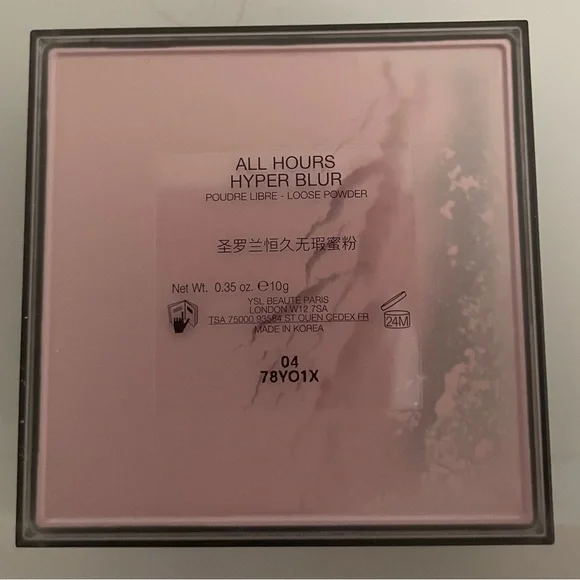 ALL HOURS
HYPER BLUR
POUDRE LIBRE - LOOSE POWDER
圣罗兰恒久无瑕蜜粉
Net Wt. 0.35 oz. ℮10g
YSL BEAUTÉ PARIS
LONDON W12 7SA
TSA 75000 93584 ST OUEN CEDEX FR
MADE IN KOREA
24M
04
78YO1X